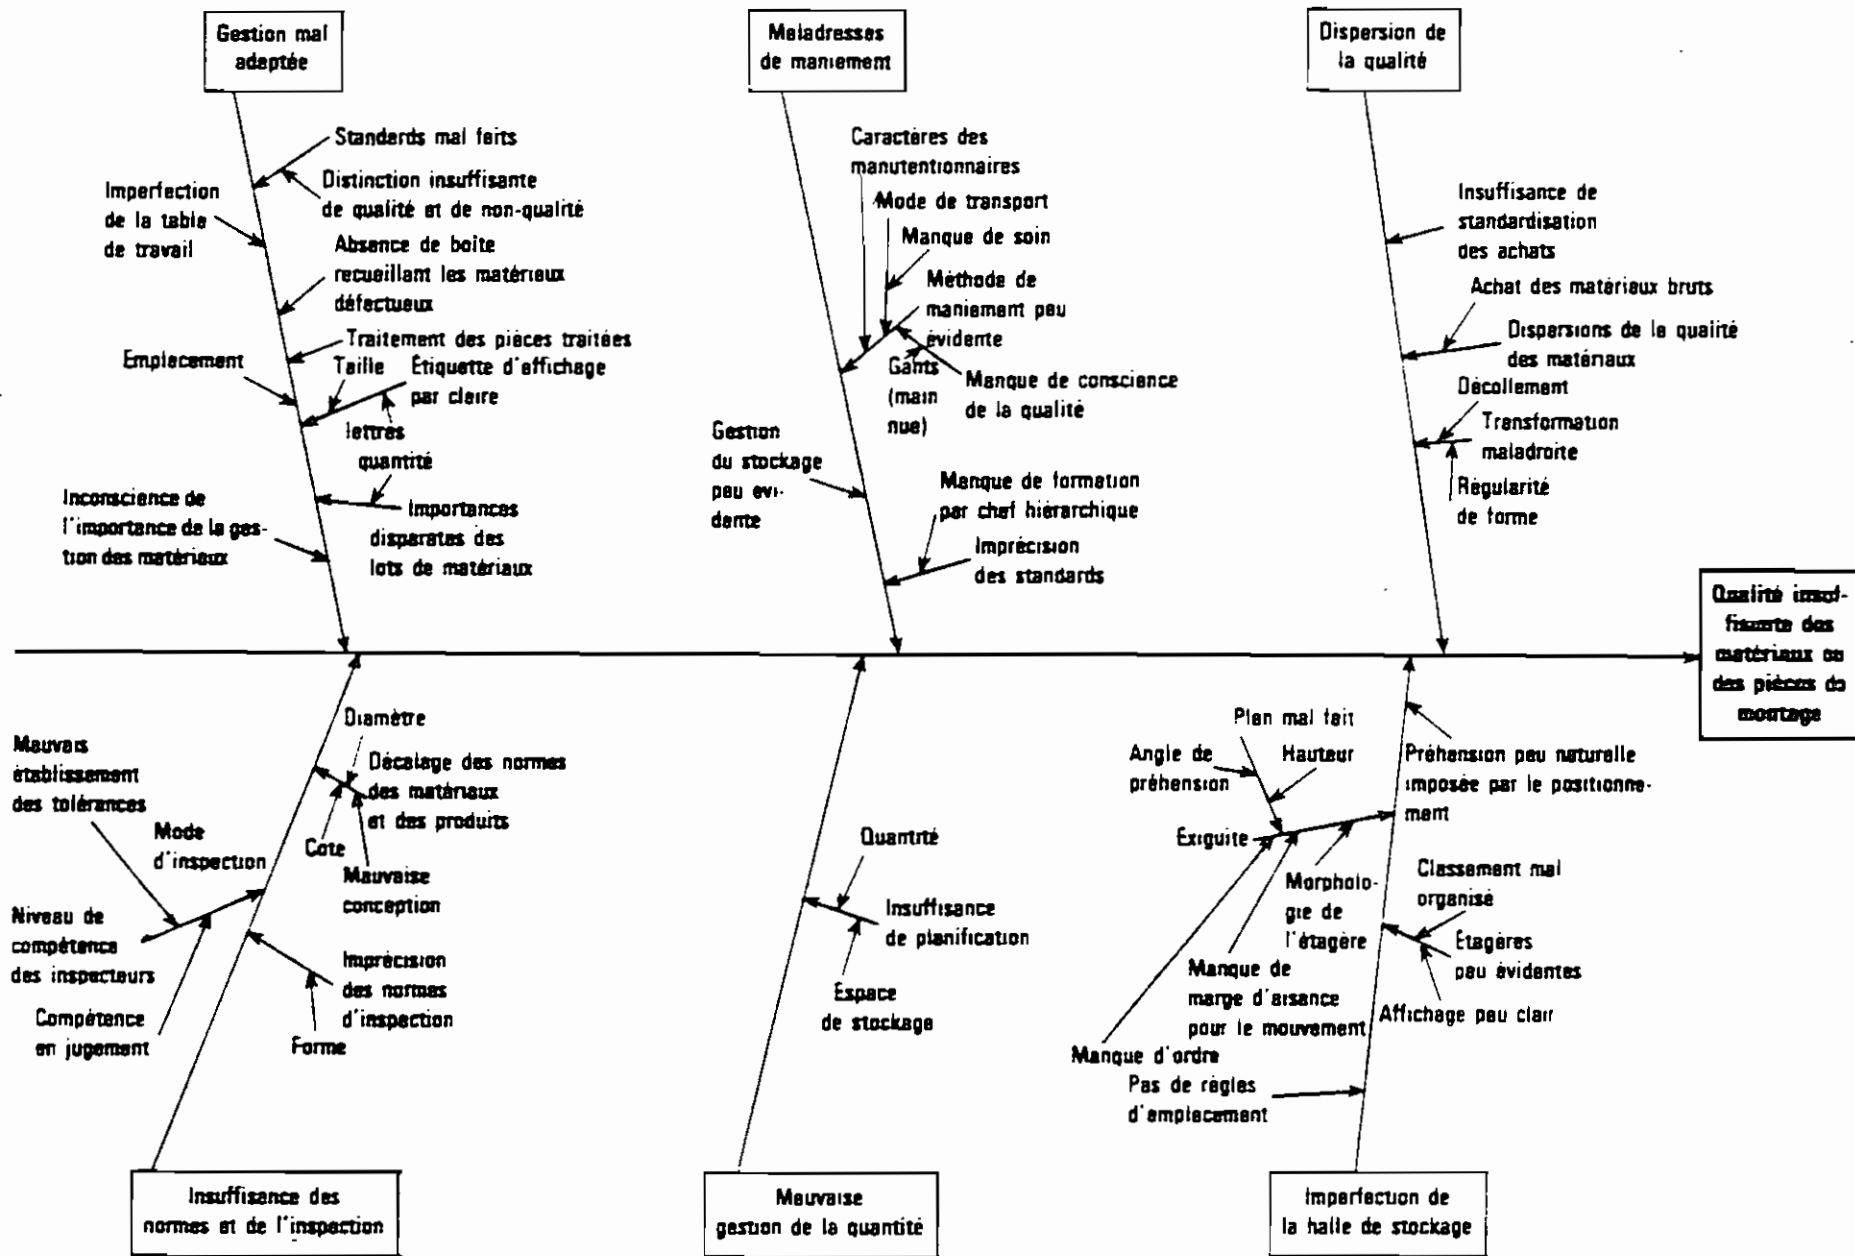 Gestion mal
adaptée
Maladresses
de maniement
Dispersion de
la qualité
Standards mal faits
Distinction insuffisante
de qualité et de non-qualité
Imperfection
de la table
de travail
Absence de boîte
recueillant les matériaux
défectueux
Traitement des pièces traitées
Emplacement
Taille
Étiquette d'affichage
par claire
lettres
quantité
Inconscience de
l'importance de la ges-
tion des matériaux
Importances
disparates des
lots de matériaux
Caractères des
manutentionnaires
Mode de transport
Manque de soin
Méthode de
maniement peu
évidente
Gants
(main
nue)
Manque de conscience
de la qualité
Gestion
du stockage
peu évi-
dente
Manque de formation
par chef hiérarchique
Imprécision
des standards
Insuffisance de
standardisation
des achats
Achat des matériaux bruts
Dispersions de la qualité
des matériaux
Décollement
Transformation
maladroite
Régularité
de forme
Qualité insuf-
fisante des
matériaux ou
des pièces de
montage
Diamètre
Décalage des normes
des matériaux
et des produits
Cote
Mauvaise
conception
Mauvais
établissement
des tolérances
Mode
d'inspection
Niveau de
compétence
des inspecteurs
Compétence
en jugement
Imprécision
des normes
d'inspection
Forme
Quantité
Insuffisance
de planification
Espace
de stockage
Plan mal fait
Angle de
préhension
Hauteur
Exiguite
Préhension peu naturelle
imposée par le positionne-
ment
Morpholo-
gie de
l'étagère
Classement mal
organisé
Étagères
peu évidentes
Affichage peu clair
Manque de
marge d'aisance
pour le mouvement
Manque d'ordre
Pas de règles
d'emplacement
Insuffisance des
normes et de l'inspection
Mauvaise
gestion de la quantité
Imperfection de
la halle de stockage